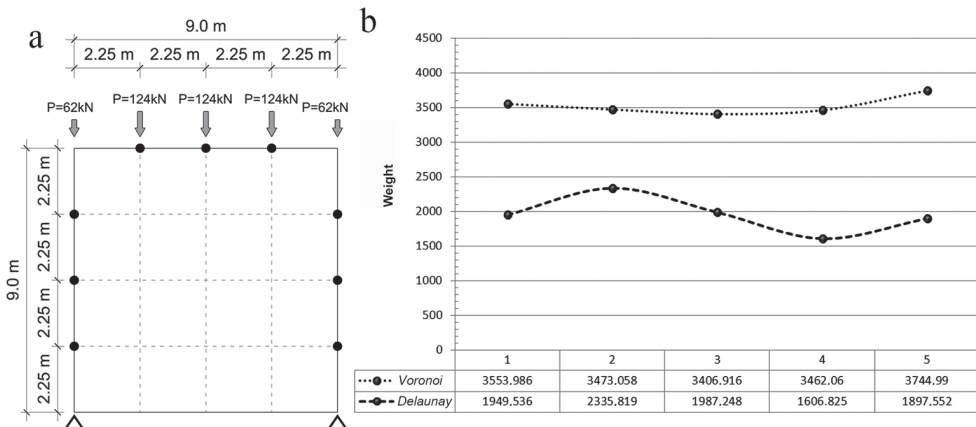 a
9.0 m
2.25 m 2.25 m 2.25 m 2.25 m
P=62kN P=124kN P=124kN P=124kN P=62kN
9.0 m
2.25 m
2.25 m
2.25 m
2.25 m
b
Weight
4500
4000
3500
3000
2500
2000
1500
1000
500
0
1 2 3 4 5
Voronoi 3553.986 3473.058 3406.916 3462.06 3744.99
Delaunay 1949.536 2335.819 1987.248 1606.825 1897.552